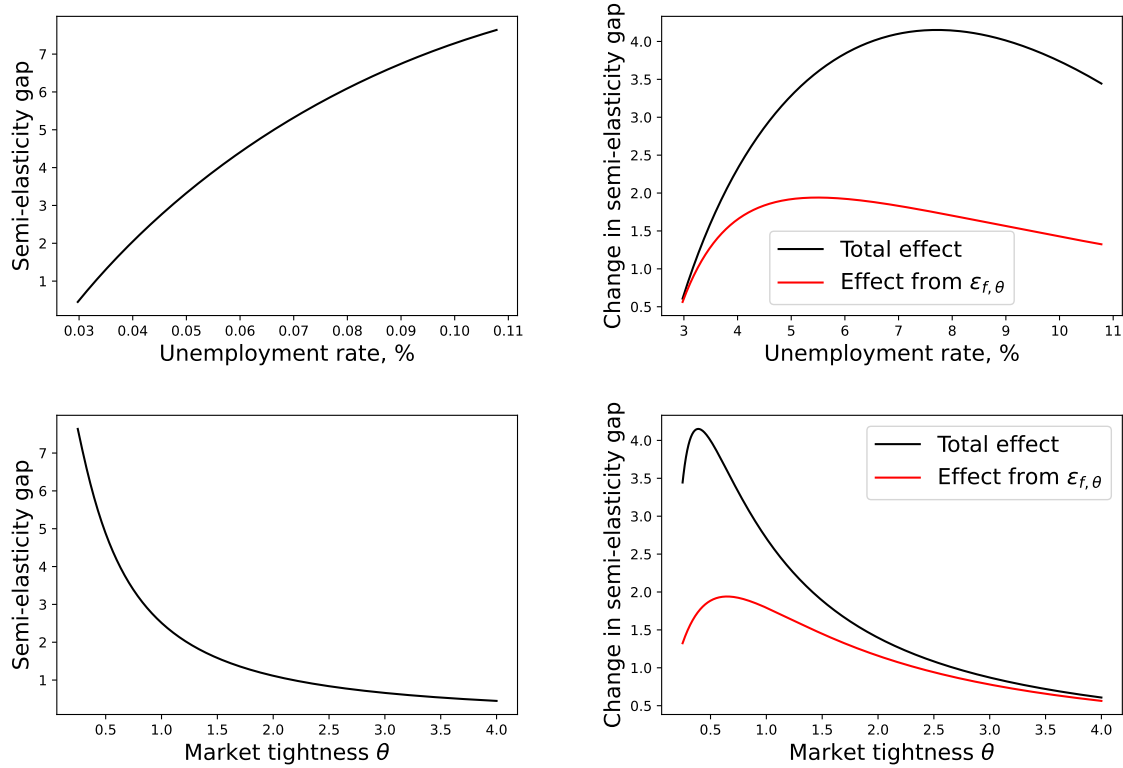 Semi-elasticity gap
7
6
5
4
3
2
1
0.03 0.04 0.05 0.06 0.07 0.08 0.09 0.10 0.11
Unemployment rate, %
Change in semi-elasticity gap
4.0
3.5
3.0
2.5
2.0
1.5
1.0
0.5
Total effect
Effect from εf,θ
3 4 5 6 7 8 9 10 11
Unemployment rate, %
Semi-elasticity gap
7
6
5
4
3
2
1
0.5 1.0 1.5 2.0 2.5 3.0 3.5 4.0
Market tightness θ
Change in semi-elasticity gap
4.0
3.5
3.0
2.5
2.0
1.5
1.0
0.5
Total effect
Effect from εf,θ
0.5 1.0 1.5 2.0 2.5 3.0 3.5 4.0
Market tightness θ